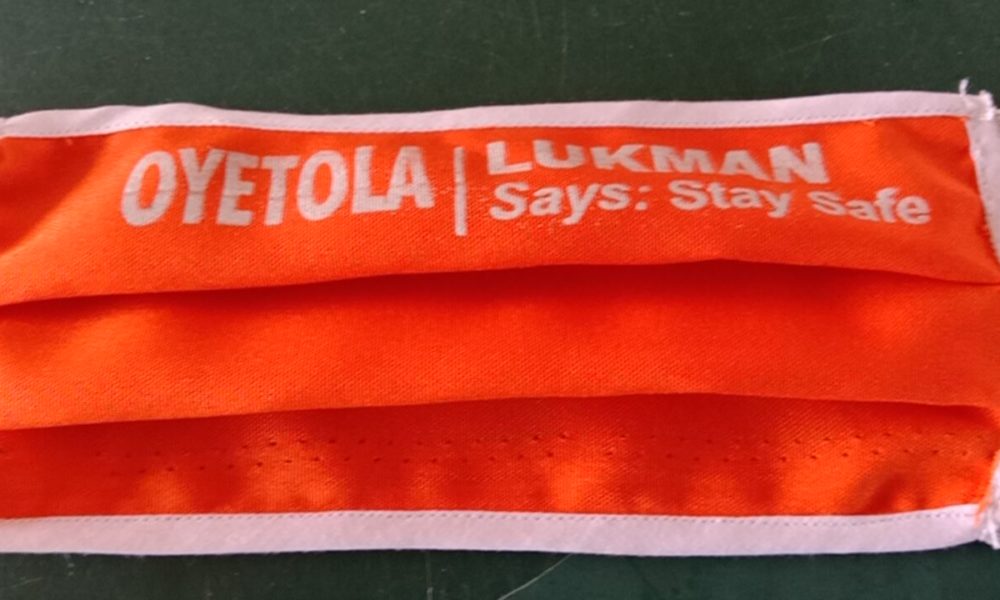 OYETOLA
LUKMAN
Says: Stay Safe